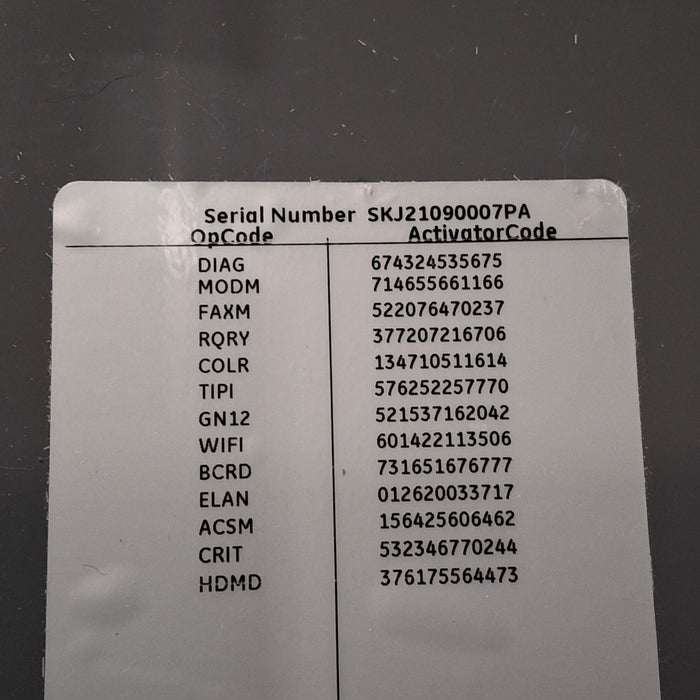 Serial Number SKJ21090007PA
OpCode ActivatorCode
DIAG 674324535675
MODM 714655661166
FAXM 522076470237
RQRY 377207216706
COLR 134710511614
TIPI 576252257770
GN12 521537162042
WIFI 601422113506
BCRD 731651676777
ELAN 012620033717
ACSM 156425606462
CRIT 532346770244
HDMD 376175564473